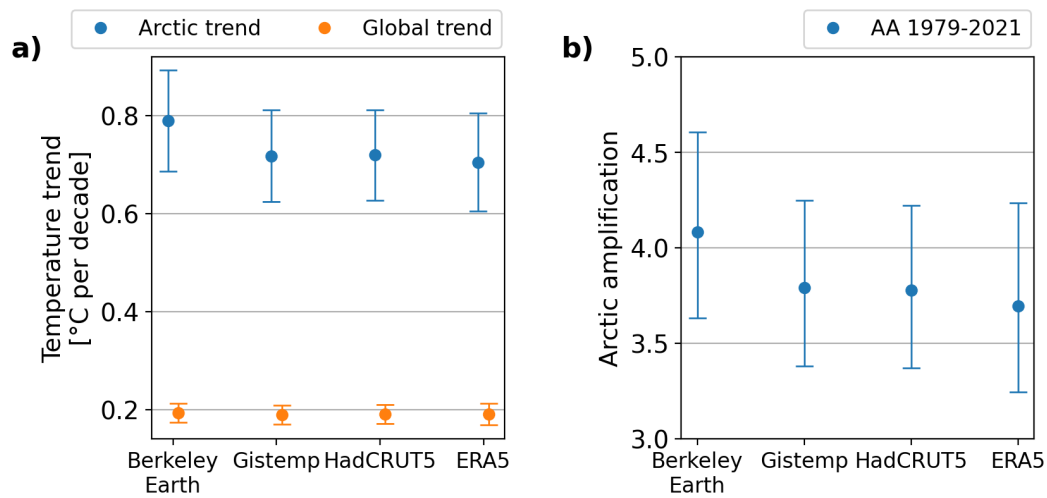 a)
Arctic trend
Global trend
Temperature trend
[°C per decade]
0.8
0.6
0.4
0.2
Berkeley
Earth
Gistemp
HadCRUT5
ERA5
b)
AA 1979-2021
Arctic amplification
5.0
4.5
4.0
3.5
3.0
Berkeley
Earth
Gistemp
HadCRUT5
ERA5